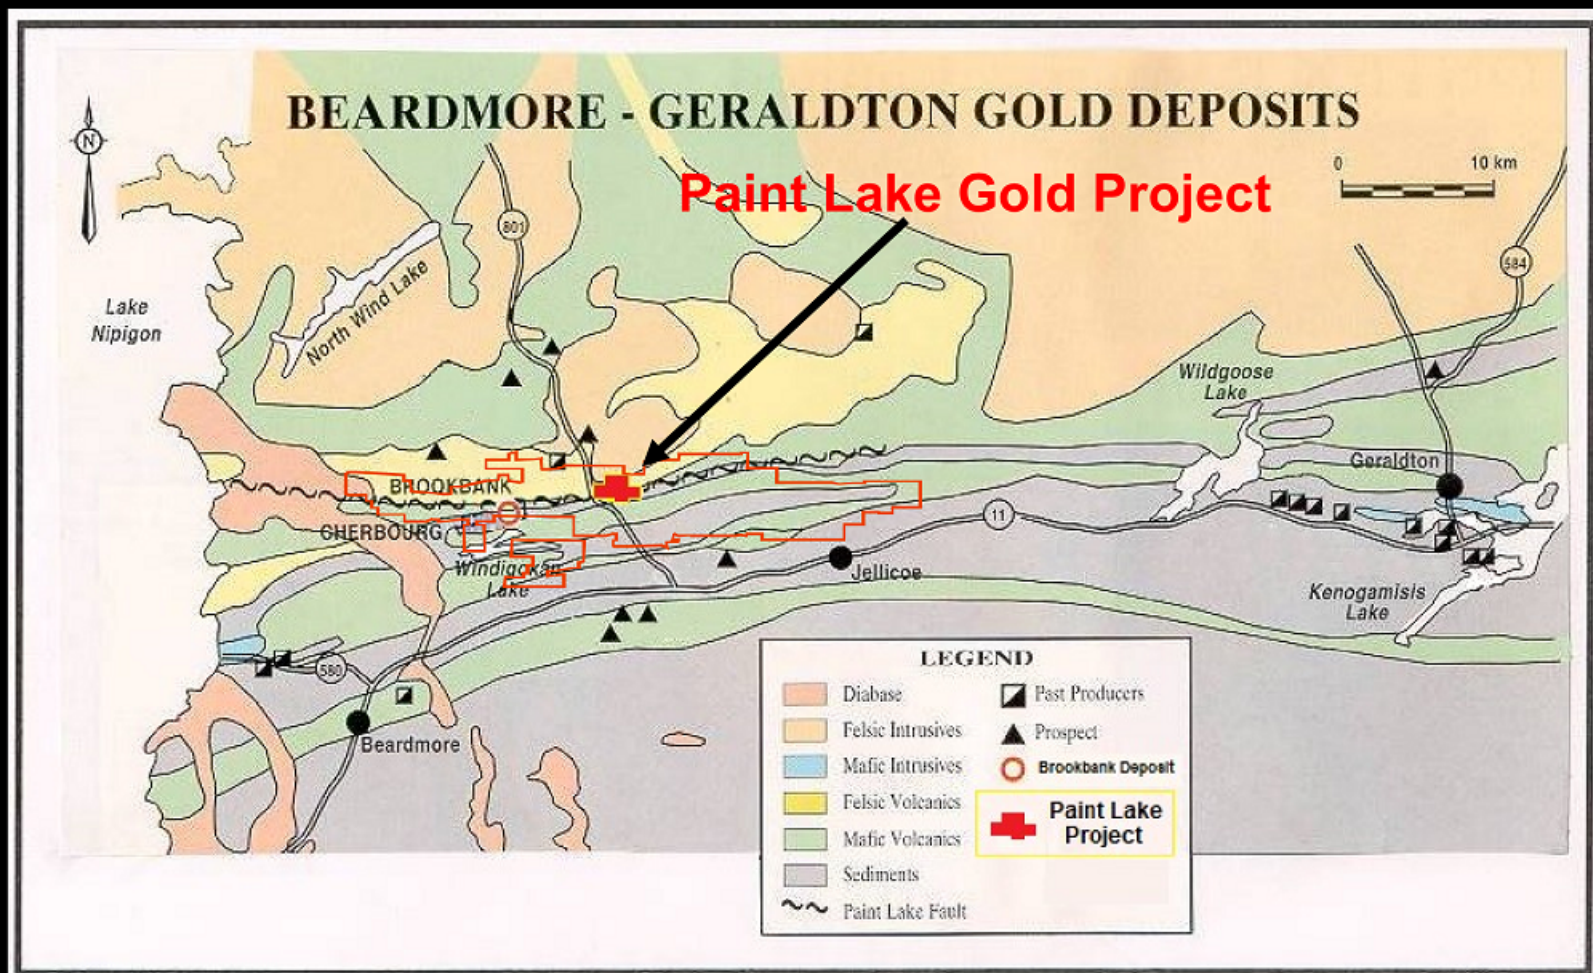 BEARDMORE - GERALDTON GOLD DEPOSITS
N
0 10 km
Paint Lake Gold Project
801
584
Lake
Nipigon
North Wind Lake
Wildgoose
Lake
Geraldton
BROOKBANK
CHERBOURG
11
Windigokan
Lake
Jellicoe
Kenogamisis
Lake
580
Beardmore
LEGEND
Diabase
Past Producers
Felsic Intrusives
Prospect
Mafic Intrusives
Brookbank Deposit
Felsic Volcanics
Paint Lake
Project
Mafic Volcanics
Sediments
Paint Lake Fault